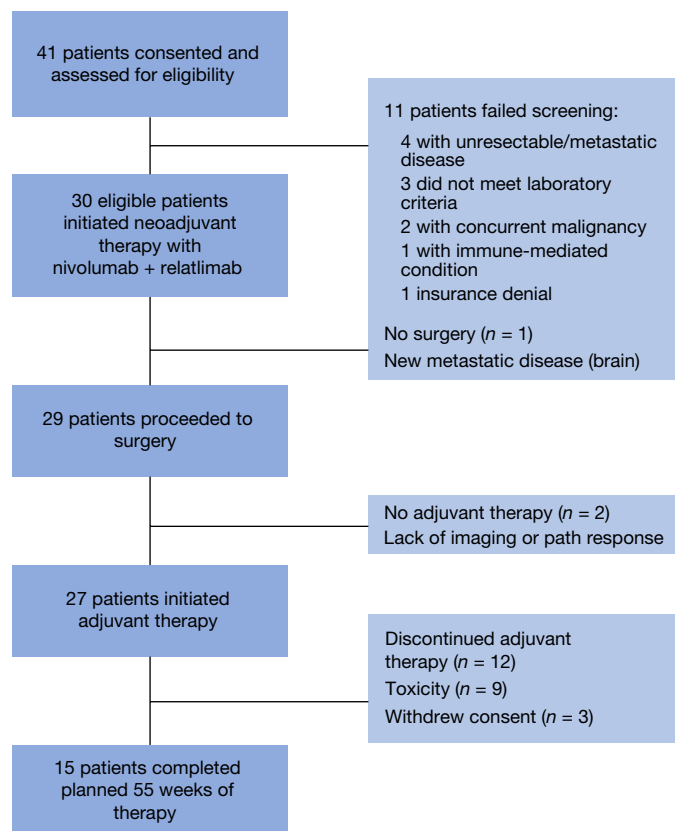 41 patients consented and
assessed for eligibility
11 patients failed screening:
4 with unresectable/metastatic
disease
3 did not meet laboratory
criteria
2 with concurrent malignancy
1 with immune-mediated
condition
1 insurance denial
30 eligible patients
initiated neoadjuvant
therapy with
nivolumab + relatlimab
No surgery (n = 1)
New metastatic disease (brain)
29 patients proceeded to
surgery
No adjuvant therapy (n = 2)
Lack of imaging or path response
27 patients initiated
adjuvant therapy
Discontinued adjuvant
therapy (n = 12)
Toxicity (n = 9)
Withdrew consent (n = 3)
15 patients completed
planned 55 weeks of
therapy